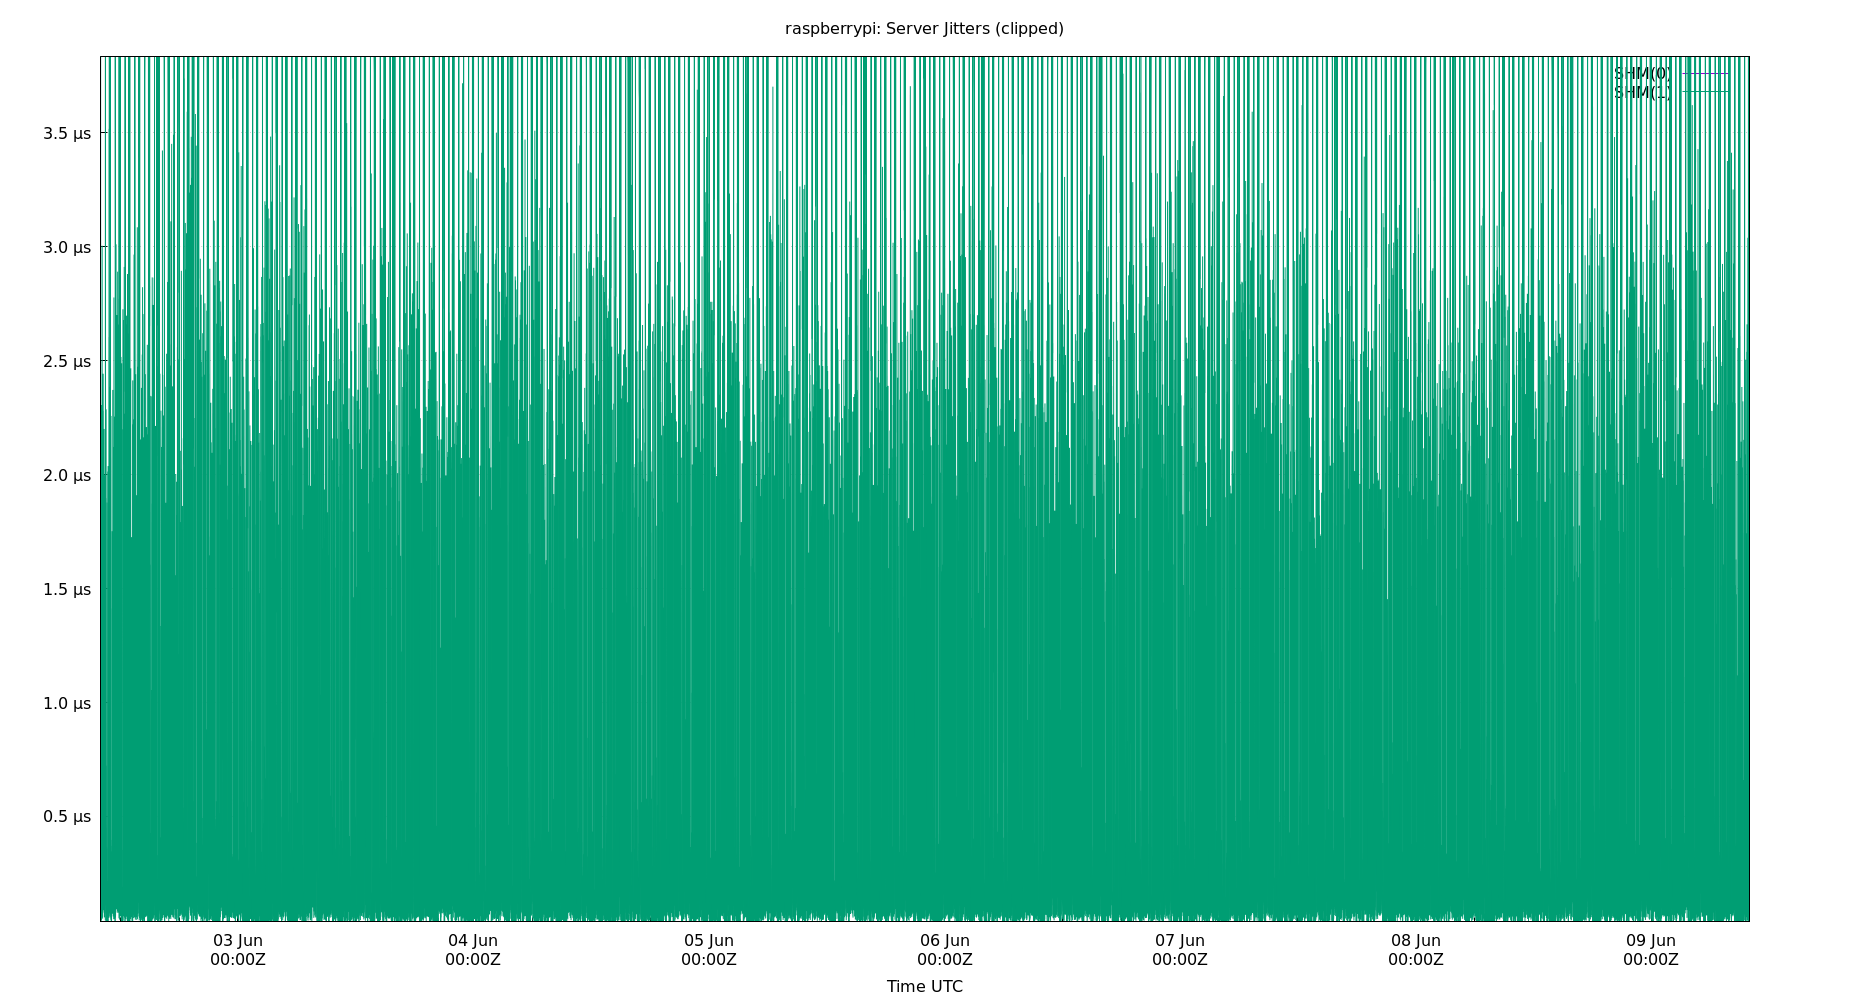 raspberrypi: Server Jitters (clipped)
SHM(0)
SHM(1)
3.5 µs
3.0 µs
2.5 µs
2.0 µs
1.5 µs
1.0 µs
0.5 µs
03 Jun 04 Jun 05 Jun 06 Jun 07 Jun 08 Jun 09 Jun
00:00Z 00:00Z 00:00Z 00:00Z 00:00Z 00:00Z 00:00Z
Time UTC